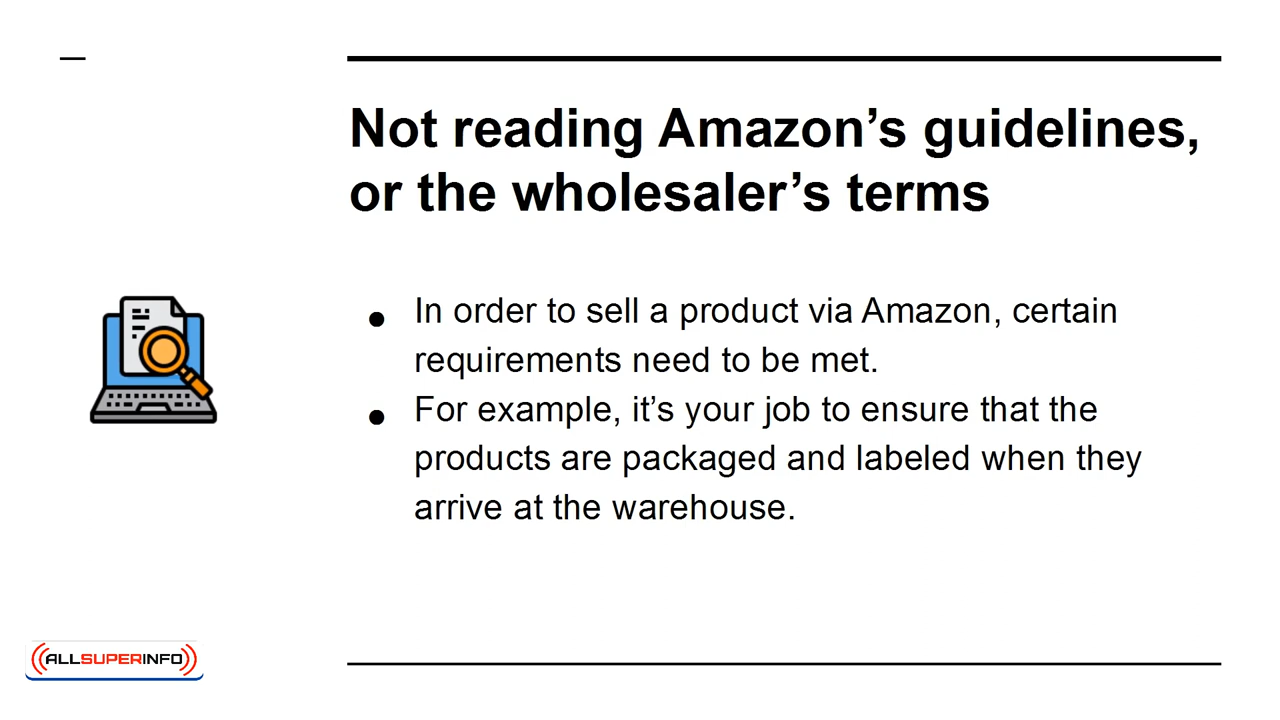 Not reading Amazon’s guidelines,
or the wholesaler’s terms
● In order to sell a product via Amazon, certain
requirements need to be met.
● For example, it’s your job to ensure that the
products are packaged and labeled when they
arrive at the warehouse.
ALLSUPERINFO